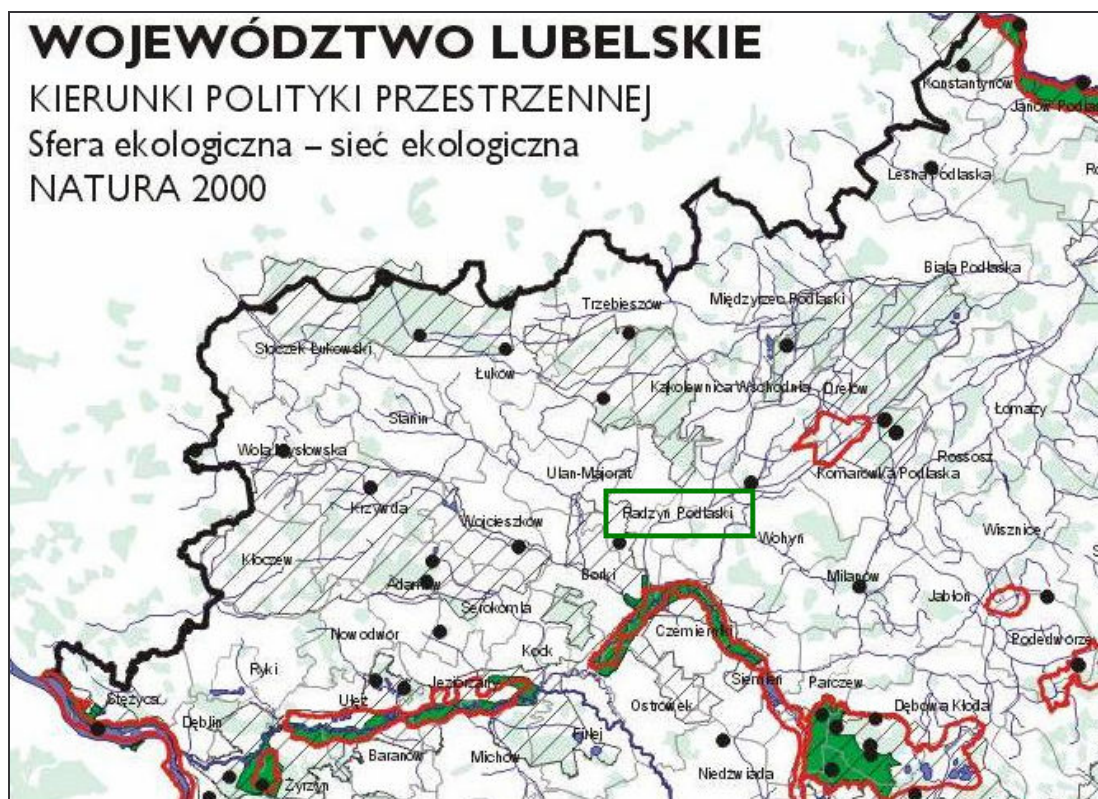 WOJEWÓDZTWO LUBELSKIE
KIERUNKI POLITYKI PRZESTRZENNEJ
Sfera ekologiczna – sieć ekologiczna
NATURA 2000
Konstantynów
Janów Podlas
Leśna Podlaska
Ro
Biała Podlaska
Trzebieszów
Międzyrzec Podlaski
Stoczek Łukowski
Łuków
Kąkolewnica Wschodnia
Drelów
Łomazy
Stanin
Wola Mysłowska
Ulan-Majorat
Komarówka Podlaska
Rossosz
Krzywda
Wojcieszków
Radzyń Podlaski
Wisznice
Wohyń
Kłoczew
Adamów
Borki
Milanów
Jabłoń
S
Serokomla
Nowodwór
Czemierniki
Podedwórze
Kock
Ryki
Jeziorzany
Siemień
Parczew
Stężyca
Ułęż
Ostrówek
Dębowa Kłoda
Dęblin
Baranów
Michów
Firlej
Niedźwiada
Żyrzyn